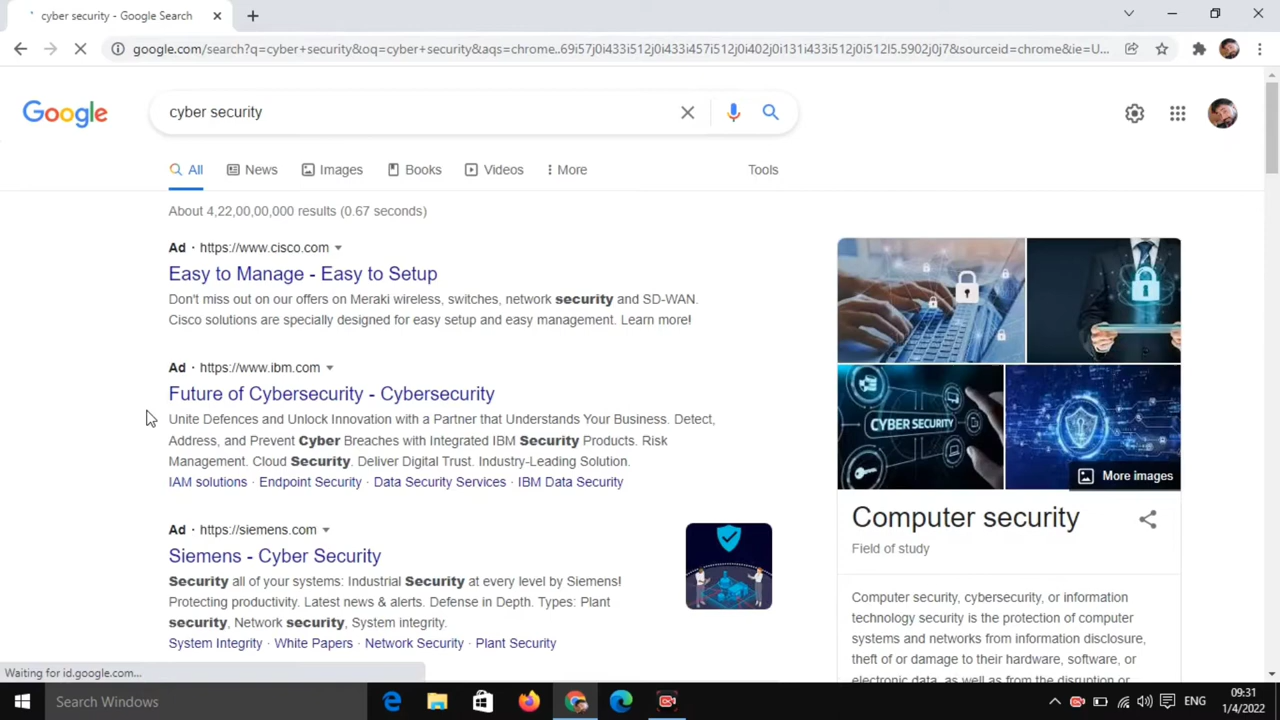 cyber security - Google Search
google.com/search?q=cyber+security&oq=cyber+security&aqs=chrome..69i57j0i433i512j0i433i457i512j0i402j0i131i433i512j0i512l5.5902j0j7&sourceid=chrome&ie=U...
Google
cyber security
All
News
Images
Books
Videos
More
Tools
About 4,22,00,00,000 results (0.67 seconds)
Ad · https://www.cisco.com
Easy to Manage - Easy to Setup
Don't miss out on our offers on Meraki wireless, switches, network security and SD-WAN.
Cisco solutions are specially designed for easy setup and easy management. Learn more!
Ad · https://www.ibm.com
Future of Cybersecurity - Cybersecurity
Unite Defences and Unlock Innovation with a Partner that Understands Your Business. Detect,
Address, and Prevent Cyber Breaches with Integrated IBM Security Products. Risk
Management. Cloud Security. Deliver Digital Trust. Industry-Leading Solution.
IAM solutions · Endpoint Security · Data Security Services · IBM Data Security
Ad · https://siemens.com
Siemens - Cyber Security
Security all of your systems: Industrial Security at every level by Siemens!
Protecting productivity. Latest news & alerts. Defense in Depth. Types: Plant
security, Network security, System integrity.
System Integrity · White Papers · Network Security · Plant Security
CYBER SECURITY
More images
Computer security
Field of study
Computer security, cybersecurity, or information
technology security is the protection of computer
systems and networks from information disclosure,
theft of or damage to their hardware, software, or
electronic data, as well as from the disruption or
Waiting for id.google.com...
Search Windows
ENG
09:31
1/4/2022